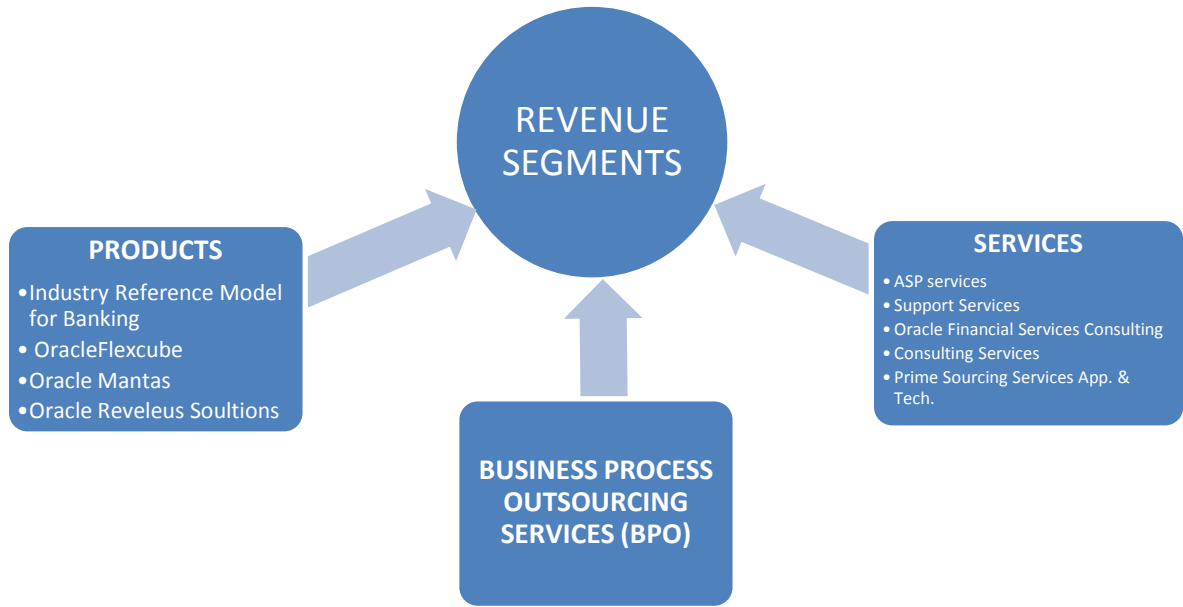 REVENUE
SEGMENTS
PRODUCTS
•Industry Reference Model
for Banking
• OracleFlexcube
•Oracle Mantas
•Oracle Reveleus Soultions
SERVICES
• ASP services
• Support Services
• Oracle Financial Services Consulting
• Consulting Services
• Prime Sourcing Services App. &
Tech.
BUSINESS PROCESS
OUTSOURCING
SERVICES (BPO)